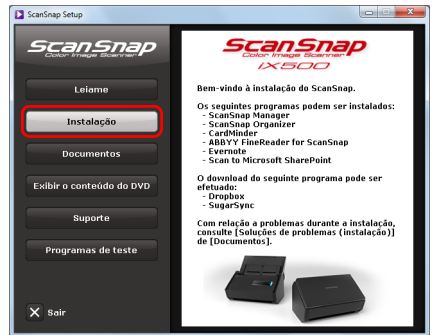 ScanSnap Setup
ScanSnap
Color Image Scanner
Leiame
Instalação
Documentos
Exibir o conteúdo do DVD
Suporte
Programas de teste
Sair
ScanSnap
Color Image Scanner
iX500
Bem-vindo à instalação do ScanSnap.
Os seguintes programas podem ser instalados:
- ScanSnap Manager
- ScanSnap Organizer
- CardMinder
- ABBYY FineReader for ScanSnap
- Evernote
- Scan to Microsoft SharePoint
O download do seguinte programa pode ser
efetuado:
- Dropbox
- SugarSync
Com relação a problemas durante a instalação,
consulte [Soluções de problemas (instalação)]
de [Documentos].